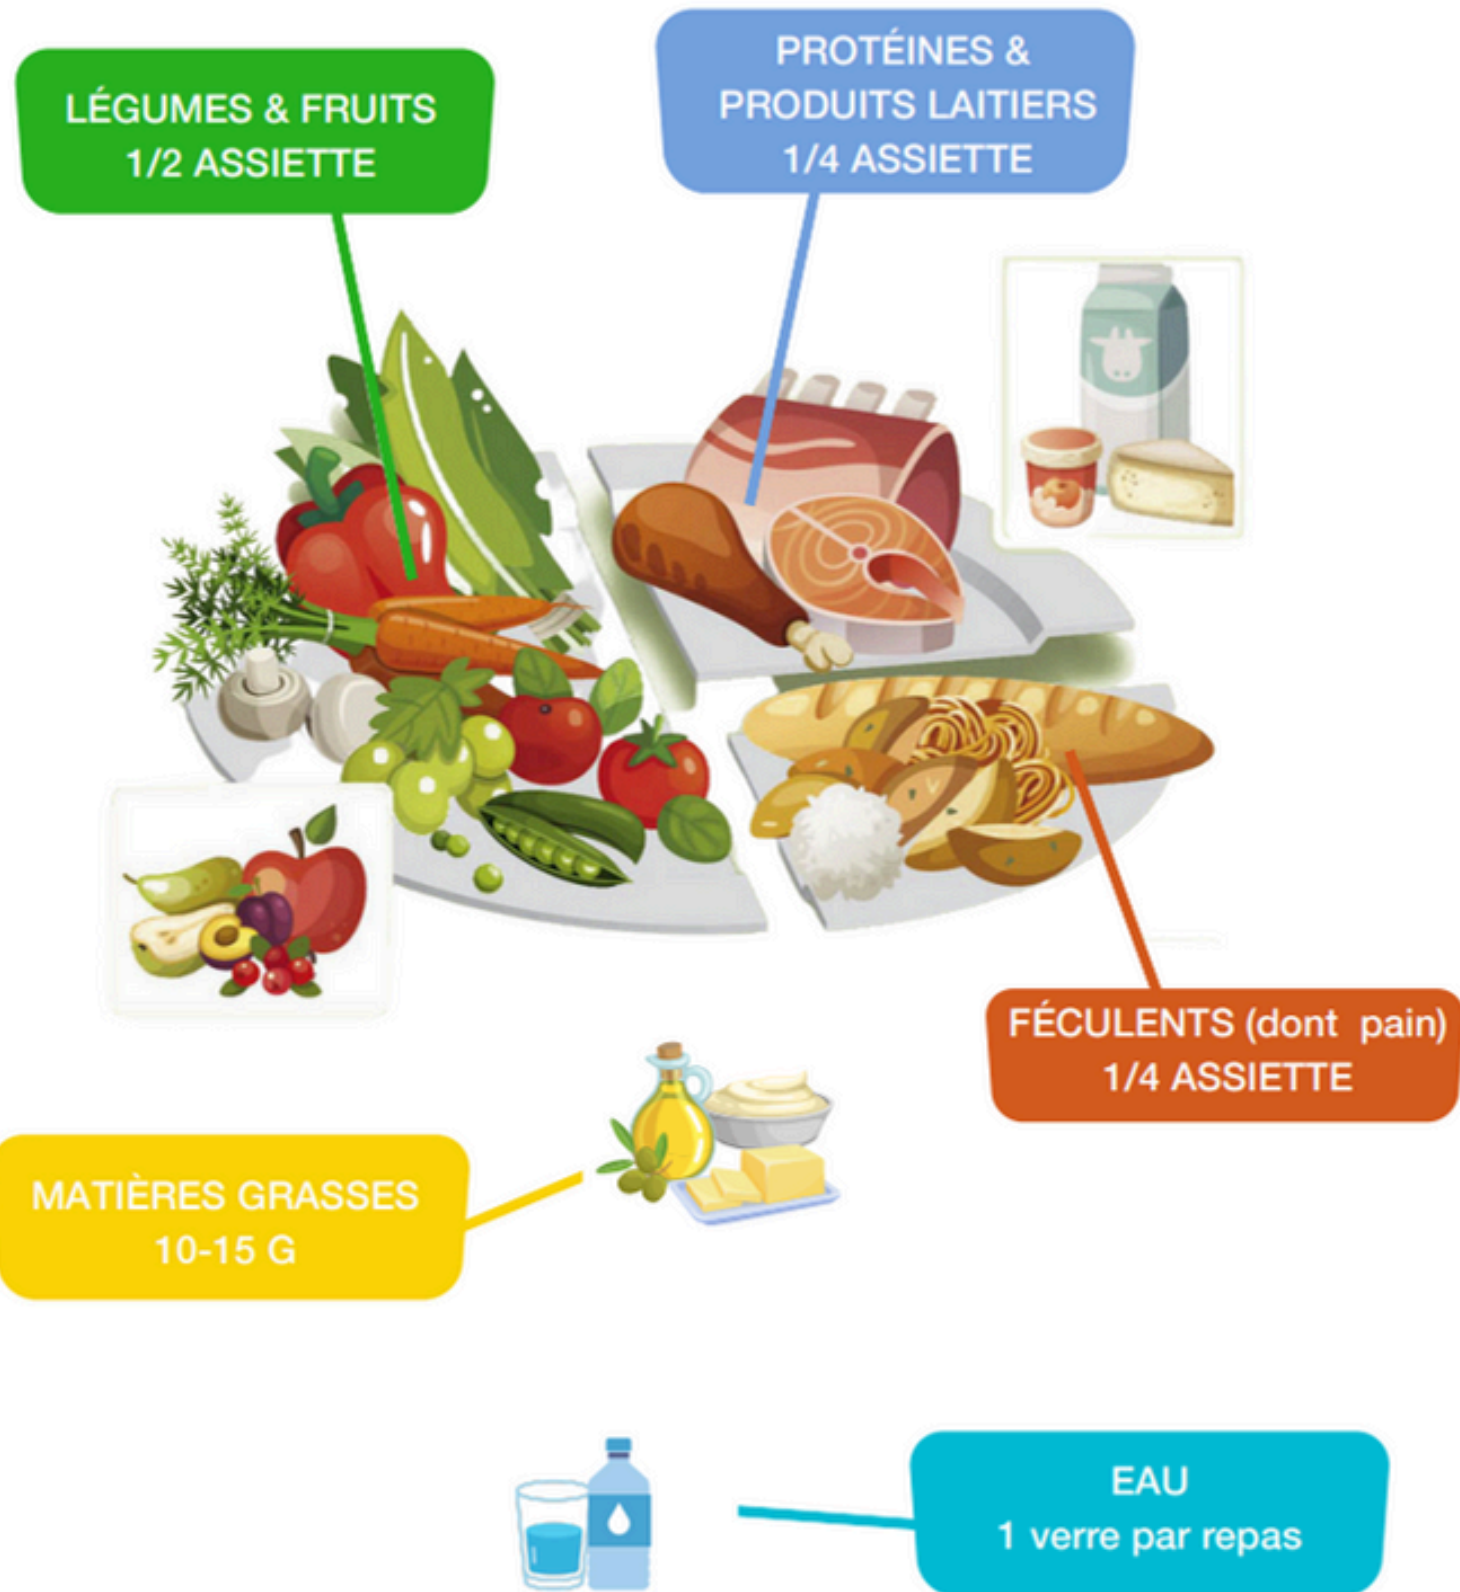 LÉGUMES & FRUITS
1/2 ASSIETTE
PROTÉINES &
PRODUITS LAITIERS
1/4 ASSIETTE
FÉCULENTS (dont pain)
1/4 ASSIETTE
MATIÈRES GRASSES
10-15 G
EAU
1 verre par repas